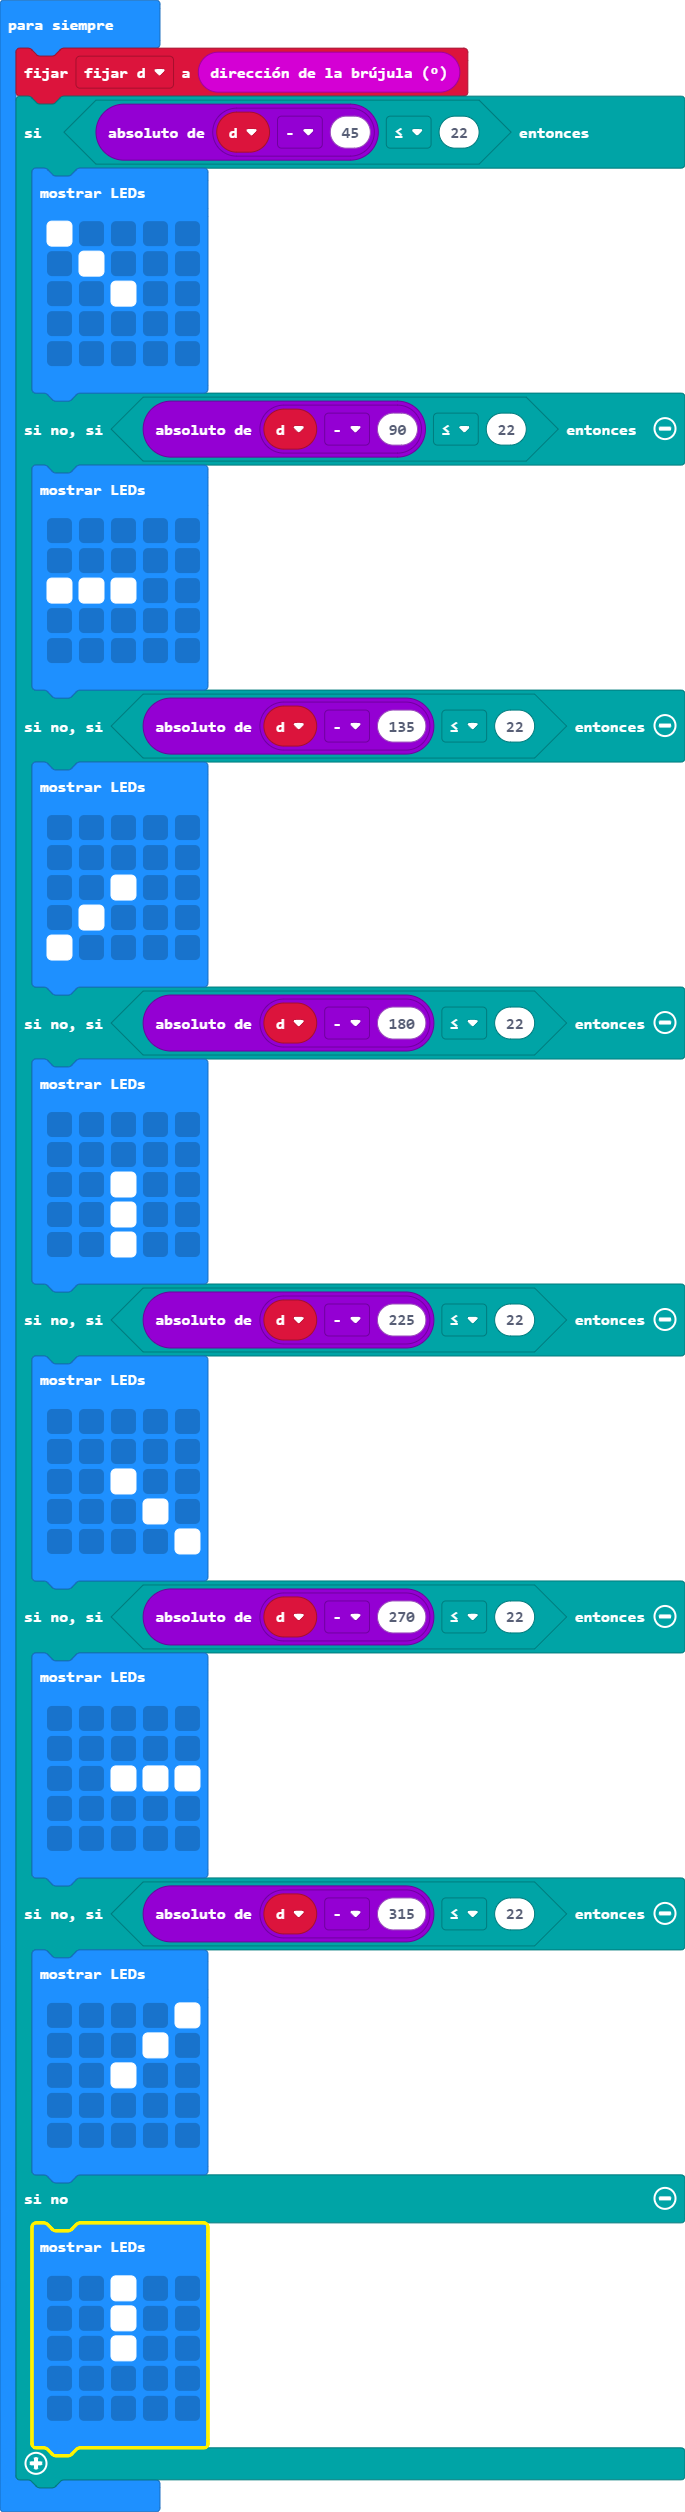 para siempre
fijar fijar d a dirección de la brújula (º)
si absoluto de d - 45 ≤ 22 entonces
mostrar LEDs
si no, si absoluto de d - 90 ≤ 22 entonces
mostrar LEDs
si no, si absoluto de d - 135 ≤ 22 entonces
mostrar LEDs
si no, si absoluto de d - 180 ≤ 22 entonces
mostrar LEDs
si no, si absoluto de d - 225 ≤ 22 entonces
mostrar LEDs
si no, si absoluto de d - 270 ≤ 22 entonces
mostrar LEDs
si no, si absoluto de d - 315 ≤ 22 entonces
mostrar LEDs
si no
mostrar LEDs